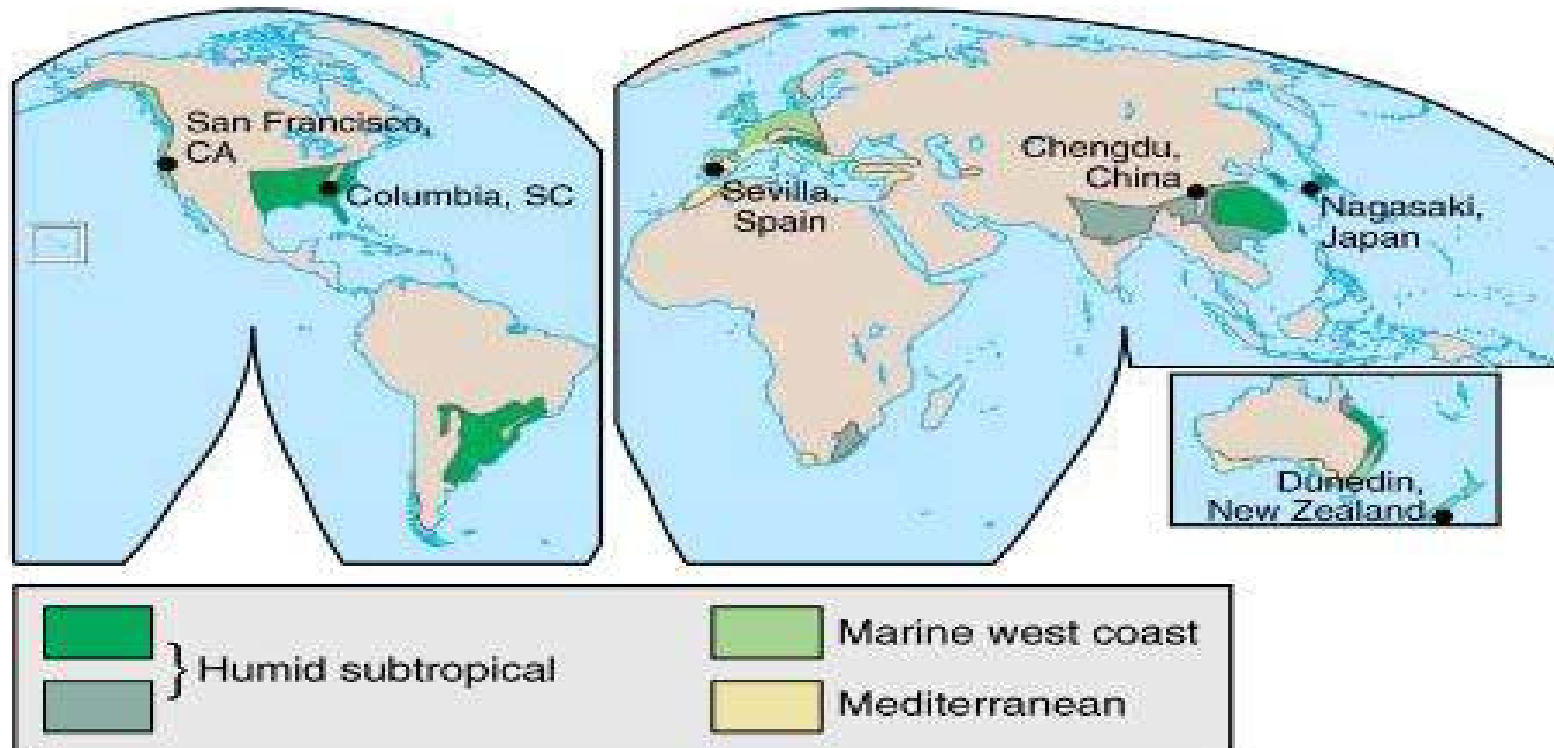 San Francisco,
CA
Columbia, SC
Sevilla,
Spain
Chengdu,
China
Nagasaki,
Japan
Dunedin,
New Zealand
Humid subtropical
Marine west coast
Mediterranean